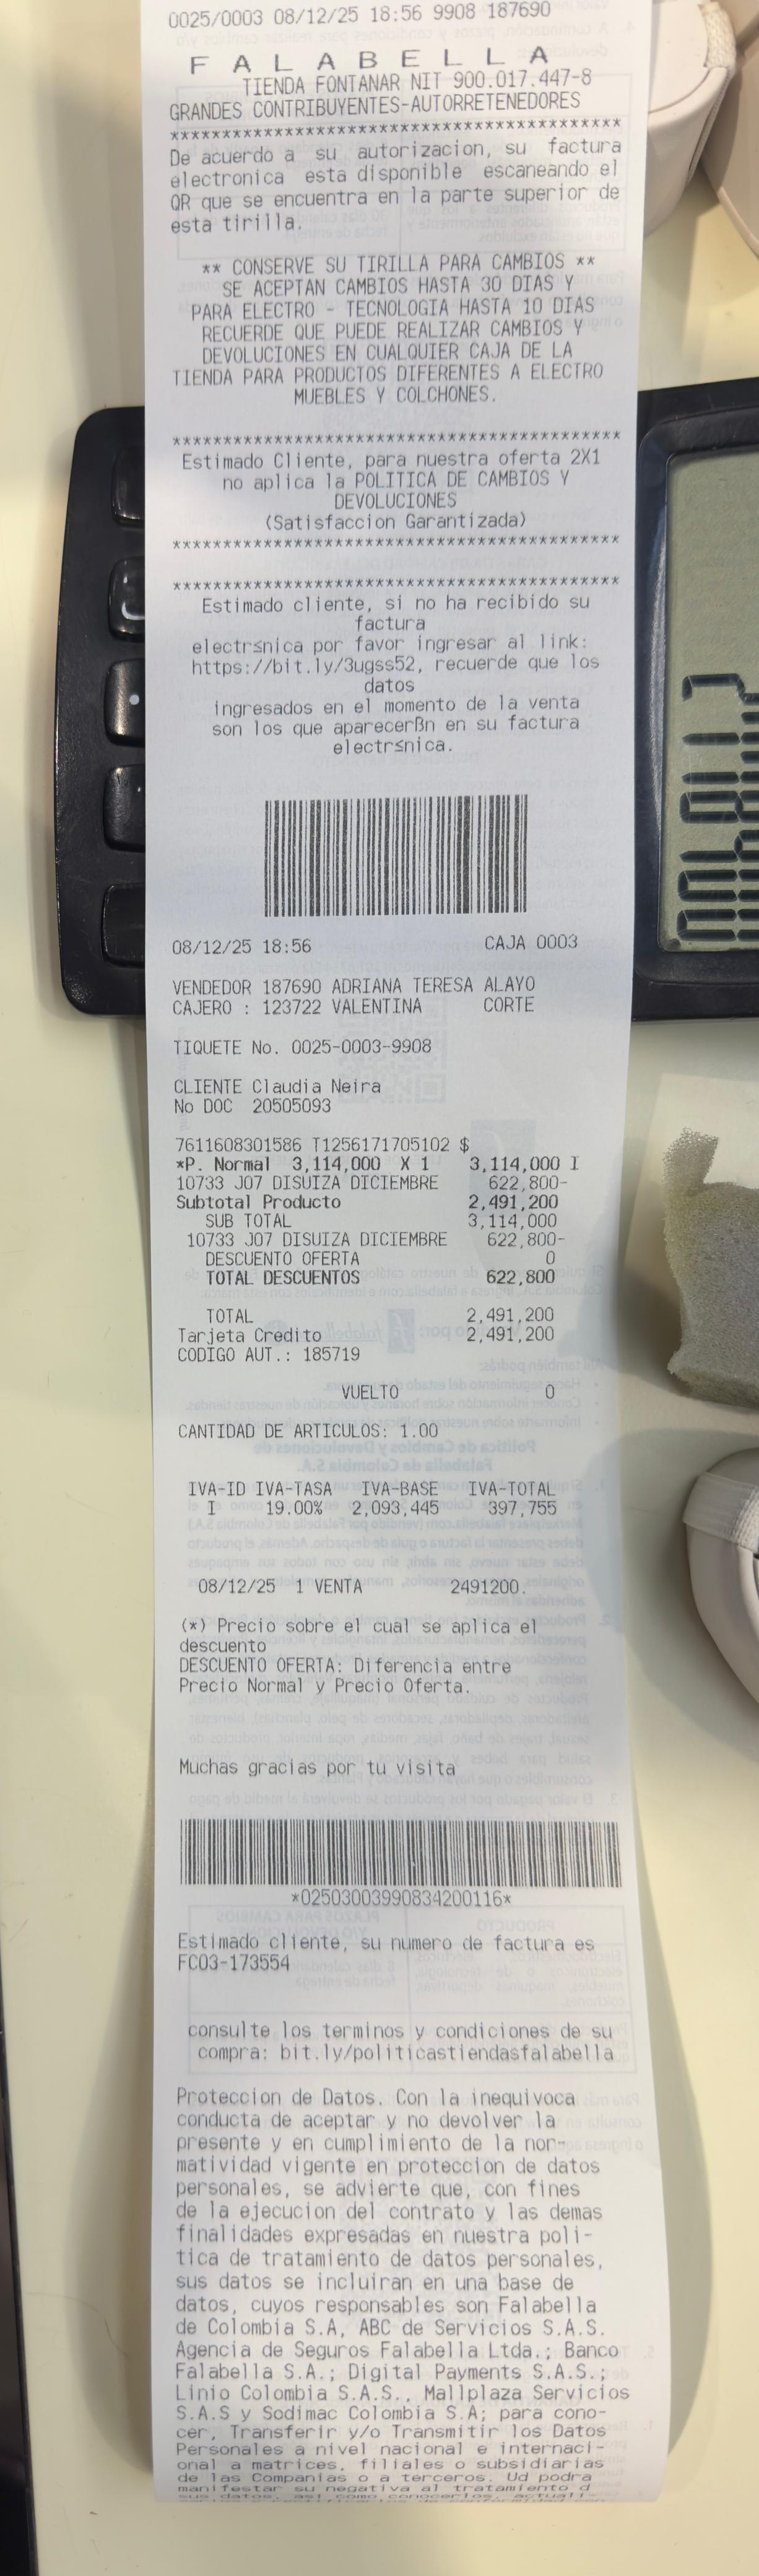 0025/0003 08/12/25 18:56 9908 187690
F A L A B E L L A
TIENDA FONTANAR NIT 900.017.447-8
GRANDES CONTRIBUYENTES-AUTORRETENEDORES
*********************************************
De acuerdo a su autorizacion, su factura
electronica esta disponible escaneando el
QR que se encuentra en la parte superior de
esta tirilla.
** CONSERVE SU TIRILLA PARA CAMBIOS **
SE ACEPTAN CAMBIOS HASTA 30 DIAS Y
PARA ELECTRO - TECNOLOGIA HASTA 10 DIAS
RECUERDE QUE PUEDE REALIZAR CAMBIOS Y
DEVOLUCIONES EN CUALQUIER CAJA DE LA
TIENDA PARA PRODUCTOS DIFERENTES A ELECTRO
MUEBLES Y COLCHONES.
*********************************************
Estimado Cliente, para nuestra oferta 2X1
no aplica la POLITICA DE CAMBIOS Y
DEVOLUCIONES
(Satisfaccion Garantizada)
*********************************************
*********************************************
Estimado cliente, si no ha recibido su
factura
electr≤nica por favor ingresar al link:
https://bit.ly/3ugss52, recuerde que los
datos
ingresados en el momento de la venta
son los que aparecerßn en su factura
electr≤nica.
08/12/25 18:56 CAJA 0003
VENDEDOR 187690 ADRIANA TERESA ALAYO
CAJERO : 123722 VALENTINA CORTE
TIQUETE No. 0025-0003-9908
CLIENTE Claudia Neira
No DOC 20505093
7611608301586 T1256171705102 $
*P. Normal 3,114,000 X 1 3,114,000 I
10733 J07 DISUIZA DICIEMBRE 622,800-
Subtotal Producto 2,491,200
SUB TOTAL 3,114,000
10733 J07 DISUIZA DICIEMBRE 622,800-
DESCUENTO OFERTA 0
TOTAL DESCUENTOS 622,800
TOTAL 2,491,200
Tarjeta Credito 2,491,200
CODIGO AUT.: 185719
VUELTO 0
CANTIDAD DE ARTICULOS: 1.00
IVA-ID IVA-TASA IVA-BASE IVA-TOTAL
I 19.00% 2,093,445 397,755
08/12/25 1 VENTA 2491200.
(*) Precio sobre el cual se aplica el
descuento
DESCUENTO OFERTA: Diferencia entre
Precio Normal y Precio Oferta.
Muchas gracias por tu visita
*02503003990834200116*
Estimado cliente, su numero de factura es
FC03-173554
consulte los terminos y condiciones de su
compra: bit.ly/politicastiendasfalabella
Proteccion de Datos. Con la inequivoca
conducta de aceptar y no devolver la
presente y en cumplimiento de la nor-
matividad vigente en proteccion de datos
personales, se advierte que, con fines
de la ejecucion del contrato y las demas
finalidades expresadas en nuestra poli-
tica de tratamiento de datos personales,
sus datos se incluiran en una base de
datos, cuyos responsables son Falabella
de Colombia S.A, ABC de Servicios S.A.S.
Agencia de Seguros Falabella Ltda.; Banco
Falabella S.A.; Digital Payments S.A.S.;
Linio Colombia S.A.S., Mallplaza Servicios
S.A.S y Sodimac Colombia S.A; para cono-
cer, Transferir y/o Transmitir los Datos
Personales a nivel nacional e internaci-
onal a matrices, filiales o subsidiarias
de las Companias o a terceros. Ud podra
manifestar su negativa al tratamiento d
sus datos, asi como conocerlos, actuali-